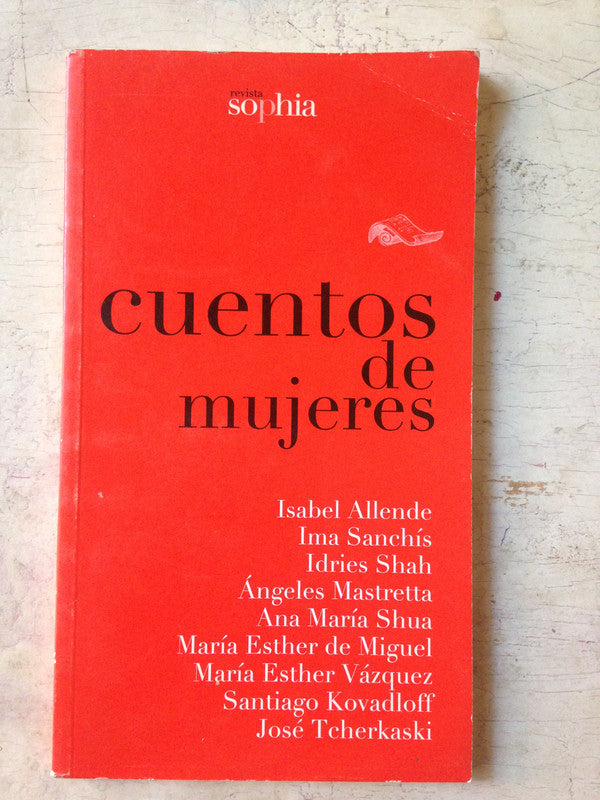 revista
sophia
cuentos
de
mujeres
Isabel Allende
Ima Sanchís
Idries Shah
Ángeles Mastretta
Ana María Shua
María Esther de Miguel
María Esther Vázquez
Santiago Kovadloff
José Tcherkaski